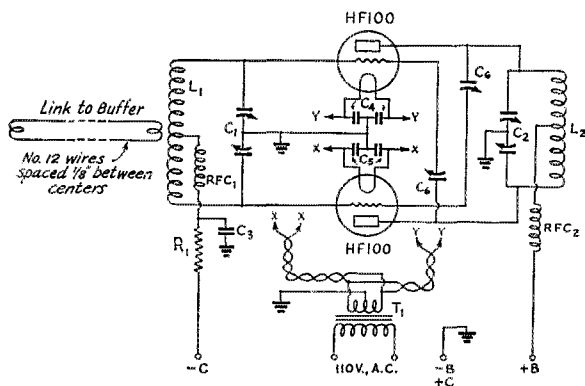 HF100
L₁
C₆
Link to Buffer
C₄
Y
Y
C₁
L₂
C₂
No. 12 wires
spaced 1/8" between
centers
X
X
C₅
RFC₁
C₆
C₃
X X
Y Y
RFC₂
R₁
HF100
T₁
-C
110V., A.C.
-B
+C
+B